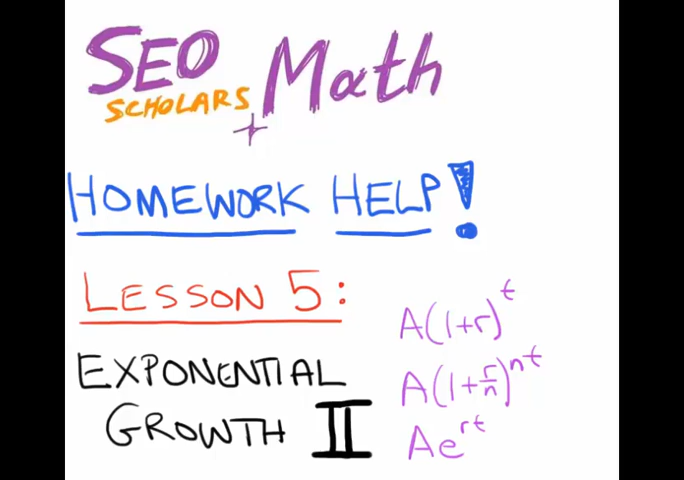 SEO Math
SCHOLARS
HOMEWORK HELP!
LESSON 5:
EXPONENTIAL
GROWTH II
A(1+r)^t
A(1+r/n)^nt
Ae^rt